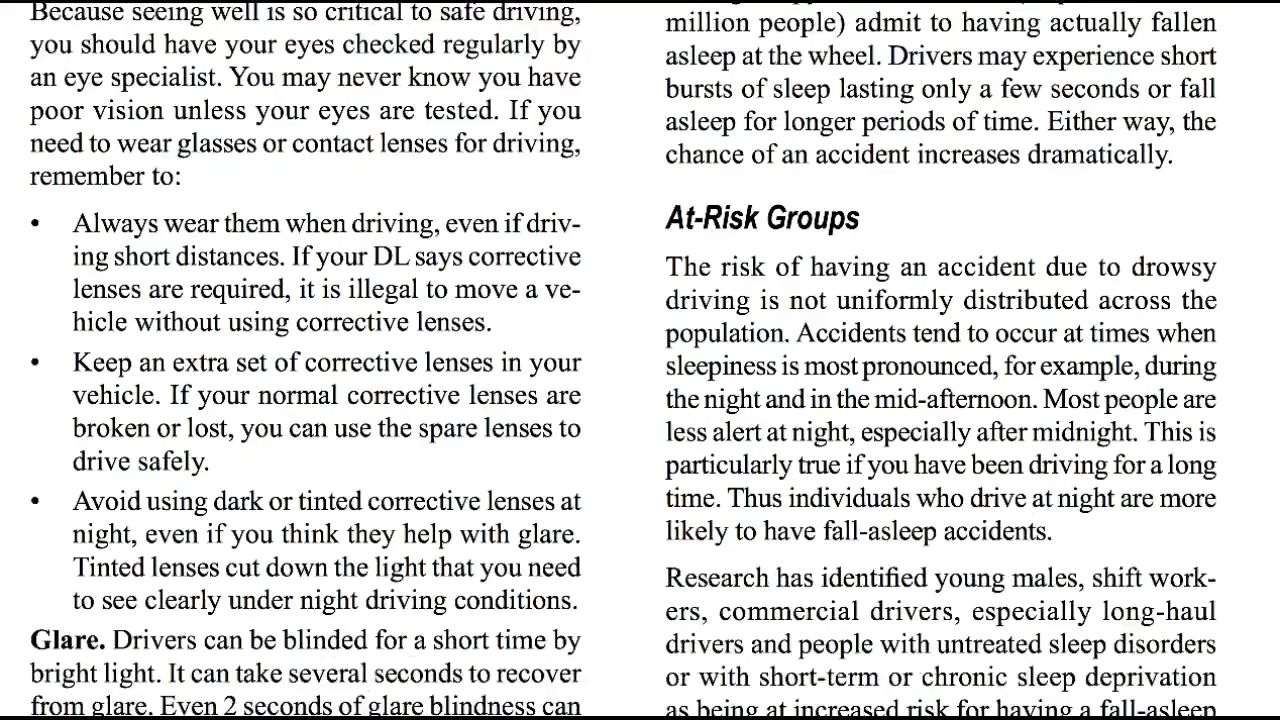 Because seeing well is so critical to safe driving,
you should have your eyes checked regularly by
an eye specialist. You may never know you have
poor vision unless your eyes are tested. If you
need to wear glasses or contact lenses for driving,
remember to:
• Always wear them when driving, even if driv-
ing short distances. If your DL says corrective
lenses are required, it is illegal to move a ve-
hicle without using corrective lenses.
• Keep an extra set of corrective lenses in your
vehicle. If your normal corrective lenses are
broken or lost, you can use the spare lenses to
drive safely.
• Avoid using dark or tinted corrective lenses at
night, even if you think they help with glare.
Tinted lenses cut down the light that you need
to see clearly under night driving conditions.
Glare. Drivers can be blinded for a short time by
bright light. It can take several seconds to recover
from glare. Even 2 seconds of glare blindness can
million people) admit to having actually fallen
asleep at the wheel. Drivers may experience short
bursts of sleep lasting only a few seconds or fall
asleep for longer periods of time. Either way, the
chance of an accident increases dramatically.
At-Risk Groups
The risk of having an accident due to drowsy
driving is not uniformly distributed across the
population. Accidents tend to occur at times when
sleepiness is most pronounced, for example, during
the night and in the mid-afternoon. Most people are
less alert at night, especially after midnight. This is
particularly true if you have been driving for a long
time. Thus individuals who drive at night are more
likely to have fall-asleep accidents.
Research has identified young males, shift work-
ers, commercial drivers, especially long-haul
drivers and people with untreated sleep disorders
or with short-term or chronic sleep deprivation
as being at increased risk for having a fall-asleep